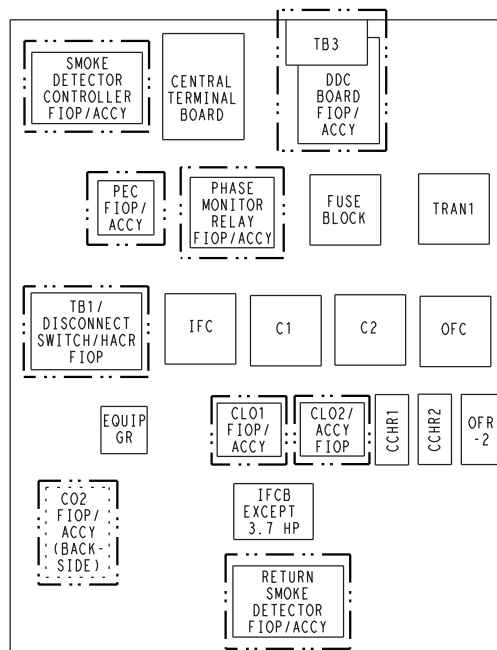 SMOKE
DETECTOR
CONTROLLER
FIOP/ACCY
CENTRAL
TERMINAL
BOARD
TB3
DDC
BOARD
FIOP/
ACCY
PEC
FIOP/
ACCY
PHASE
MONITOR
RELAY
FIOP/ACCY
FUSE
BLOCK
TRAN1
TB1/
DISCONNECT
SWITCH/HACR
FIOP
IFC
C1
C2
OFC
EQUIP
GR
CLO1
FIOP/
ACCY
CLO2/
ACCY
FIOP
CCHR1
CCHR2
OFR
-2
CO2
FIOP/
ACCY
(BACK-
SIDE)
IFCB
EXCEPT
3.7 HP
RETURN
SMOKE
DETECTOR
FIOP/ACCY